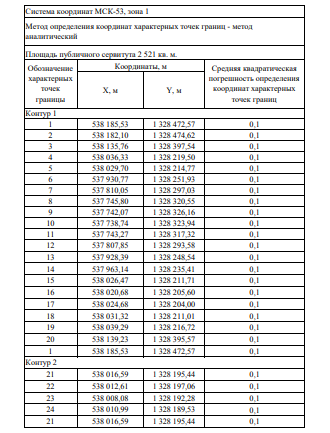 Система координат МСК-53, зона 1
Метод определения координат характерных точек границ - метод
аналитический
Площадь публичного сервитута 2 521 кв. м.
Обозначение характерных точек границы | Координаты, м | Средняя квадратическая погрешность определения координат характерных точек границ
X, м | Y, м
Контур 1
1 538 185,53 1 328 472,57 0,1
2 538 182,10 1 328 474,62 0,1
3 538 135,76 1 328 397,54 0,1
4 538 036,33 1 328 219,50 0,1
5 538 029,70 1 328 214,77 0,1
6 537 930,77 1 328 251,93 0,1
7 537 810,05 1 328 297,03 0,1
8 537 745,80 1 328 320,55 0,1
9 537 742,07 1 328 326,16 0,1
10 537 738,74 1 328 323,94 0,1
11 537 743,27 1 328 317,32 0,1
12 537 807,85 1 328 293,58 0,1
13 537 928,39 1 328 248,54 0,1
14 537 963,14 1 328 235,41 0,1
15 538 026,47 1 328 211,71 0,1
16 538 020,68 1 328 205,60 0,1
17 538 024,68 1 328 204,00 0,1
18 538 031,32 1 328 211,01 0,1
19 538 039,29 1 328 216,72 0,1
20 538 139,23 1 328 395,57 0,1
1 538 185,53 1 328 472,57 0,1
Контур 2
21 538 016,59 1 328 195,44 0,1
22 538 012,61 1 328 197,06 0,1
23 538 008,08 1 328 192,28 0,1
24 538 010,99 1 328 189,53 0,1
21 538 016,59 1 328 195,44 0,1